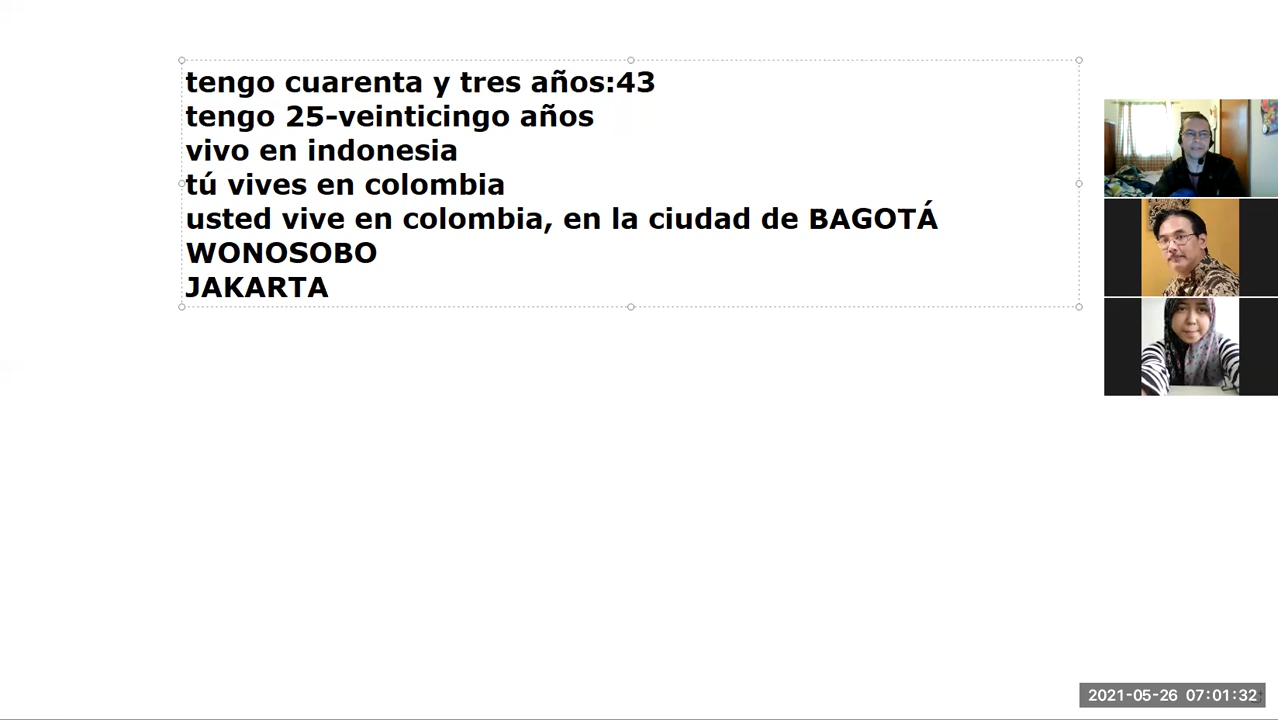 tengo cuarenta y tres años:43
tengo 25-veinticingo años
vivo en indonesia
tú vives en colombia
usted vive en colombia, en la ciudad de BAGOTÁ
WONOSOBO
JAKARTA
2021-05-26 07:01:32